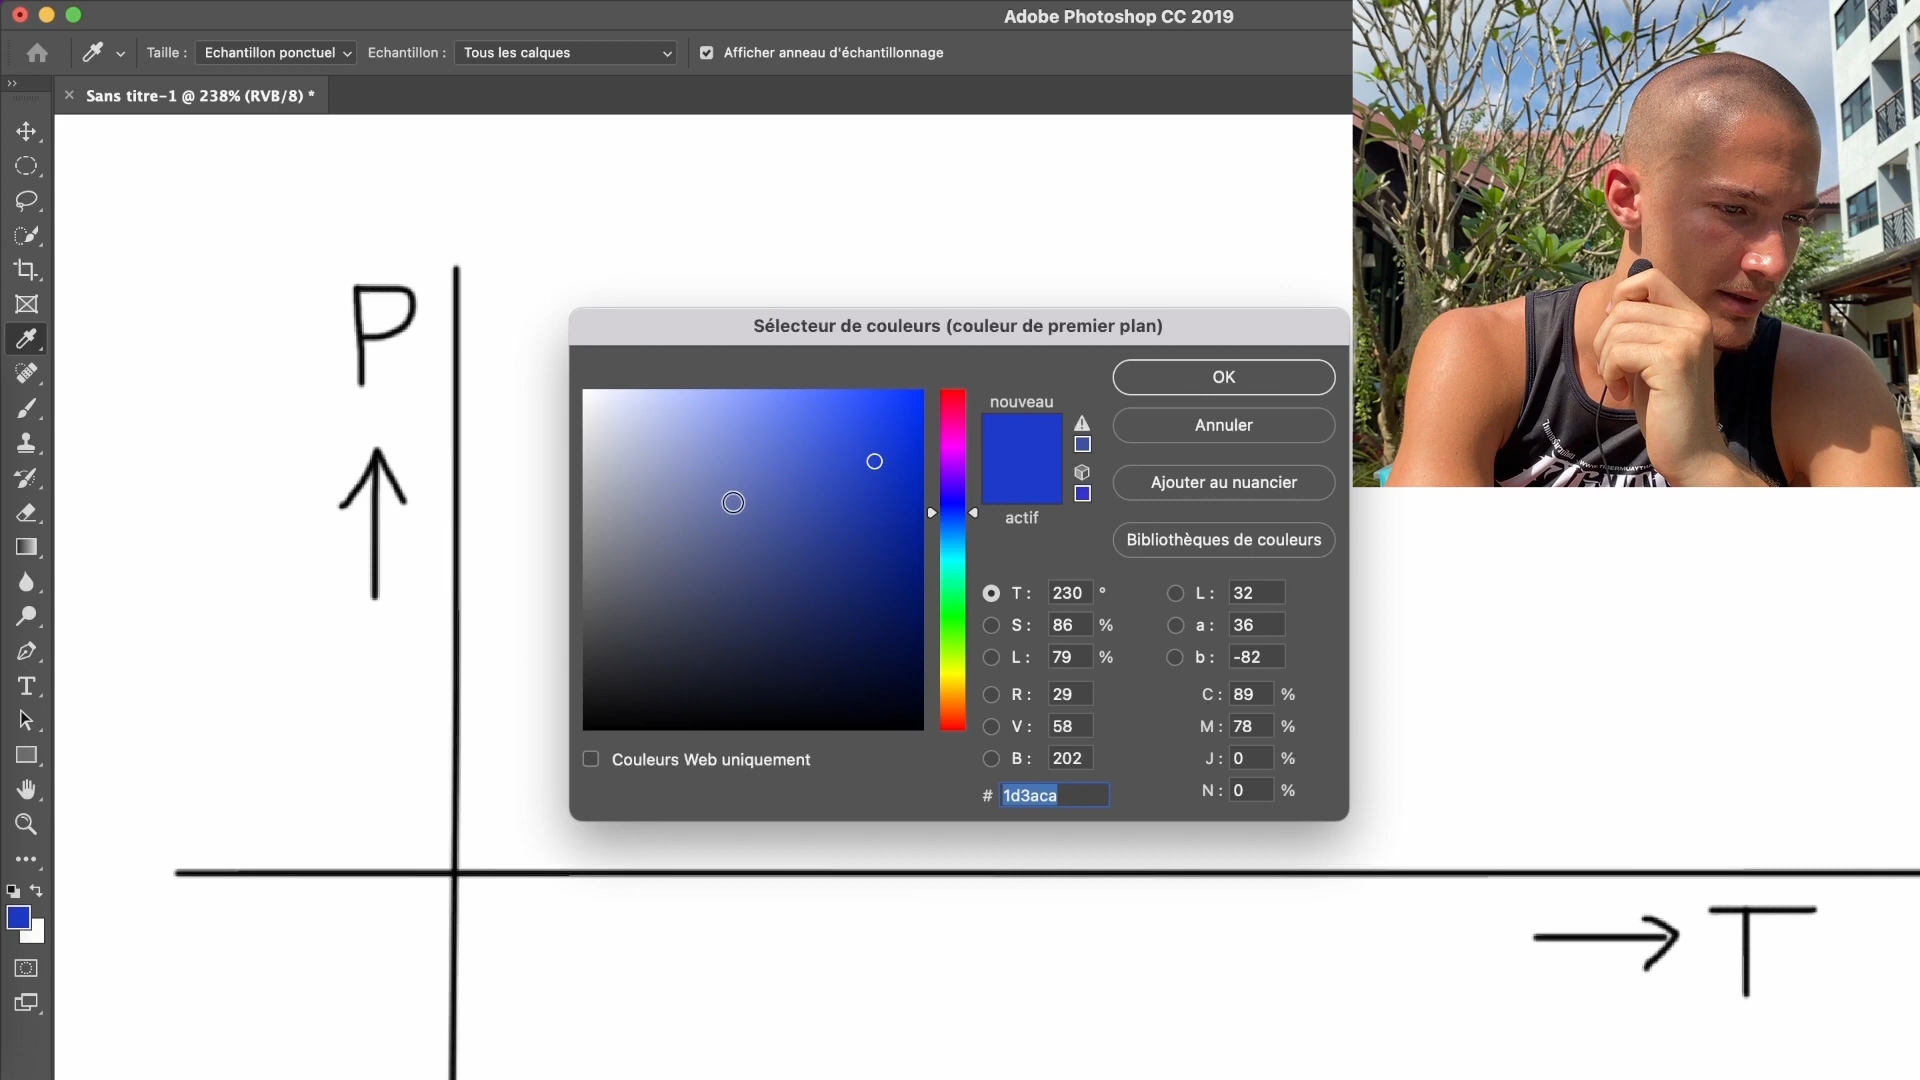 Adobe Photoshop CC 2019
Taille : Echantillon ponctuel Echantillon : Tous les calques Afficher anneau d'échantillonnage
Sans titre-1 @ 238% (RVB/8) *
P
Sélecteur de couleurs (couleur de premier plan)
nouveau
actif
OK
Annuler
Ajouter au nuancier
Bibliothèques de couleurs
T : 230 °
S : 86 %
L : 79 %
R : 29
V : 58
B : 202
# 1d3aca
L : 32
a : 36
b : -82
C : 89 %
M : 78 %
J : 0 %
N : 0 %
Couleurs Web uniquement
T